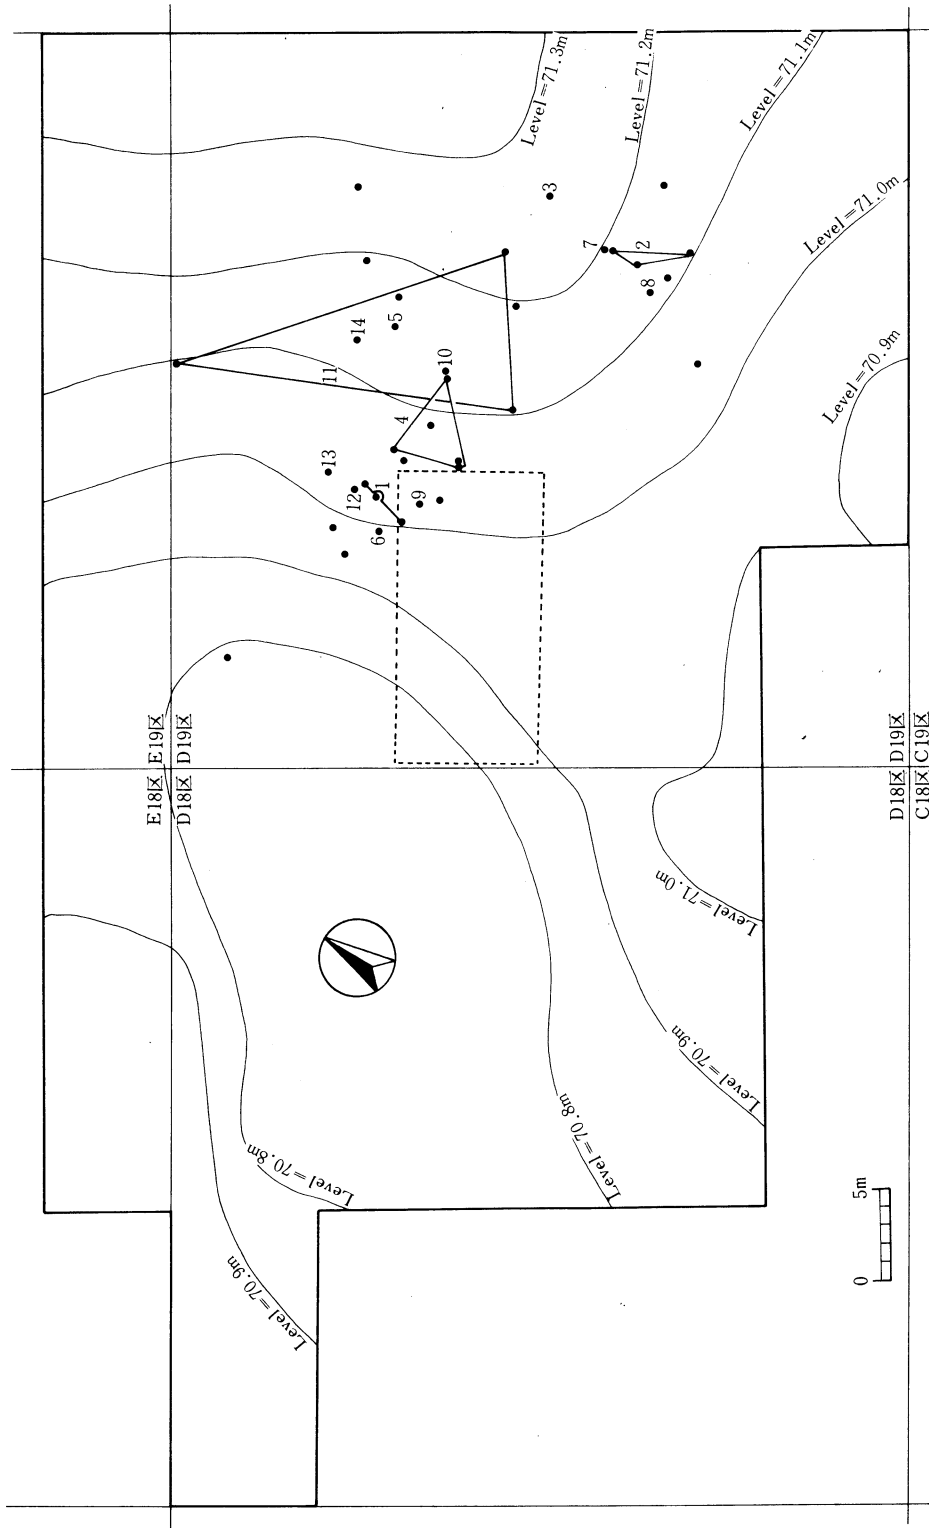 Level=71.3m
Level=71.2m
Level=71.1m
Level=71.0m
Level=70.9m
3
7
2
8
5
14
11
10
4
13
12
1
9
6
E18区 E19区
D18区 D19区
D18区 D19区
C18区 C19区
Level=71.0m
Level=70.9m
Level=70.8m
Level=70.8m
Level=70.9m
0 5m